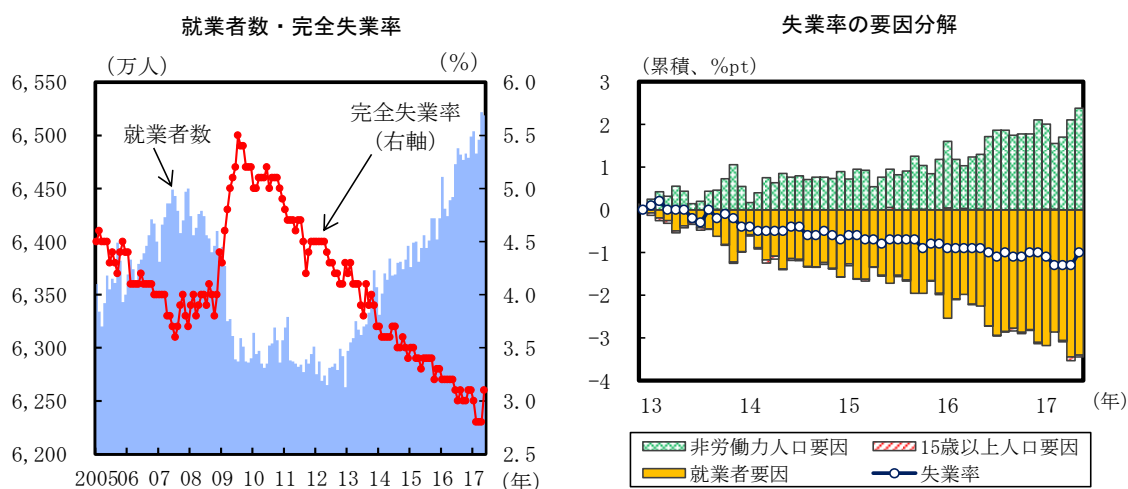 就業者数・完全失業率
(万人)
(%)
6,550
6,500
6,450
6,400
6,350
6,300
6,250
6,200
6.0
5.5
5.0
4.5
4.0
3.5
3.0
2.5
就業者数
完全失業率
(右軸)
2005 06 07 08 09 10 11 12 13 14 15 16 17 (年)
失業率の要因分解
(累積、%pt)
3
2
1
0
−1
−2
−3
−4
13 14 15 16 17 (年)
非労働力人口要因 15歳以上人口要因
就業者要因 失業率